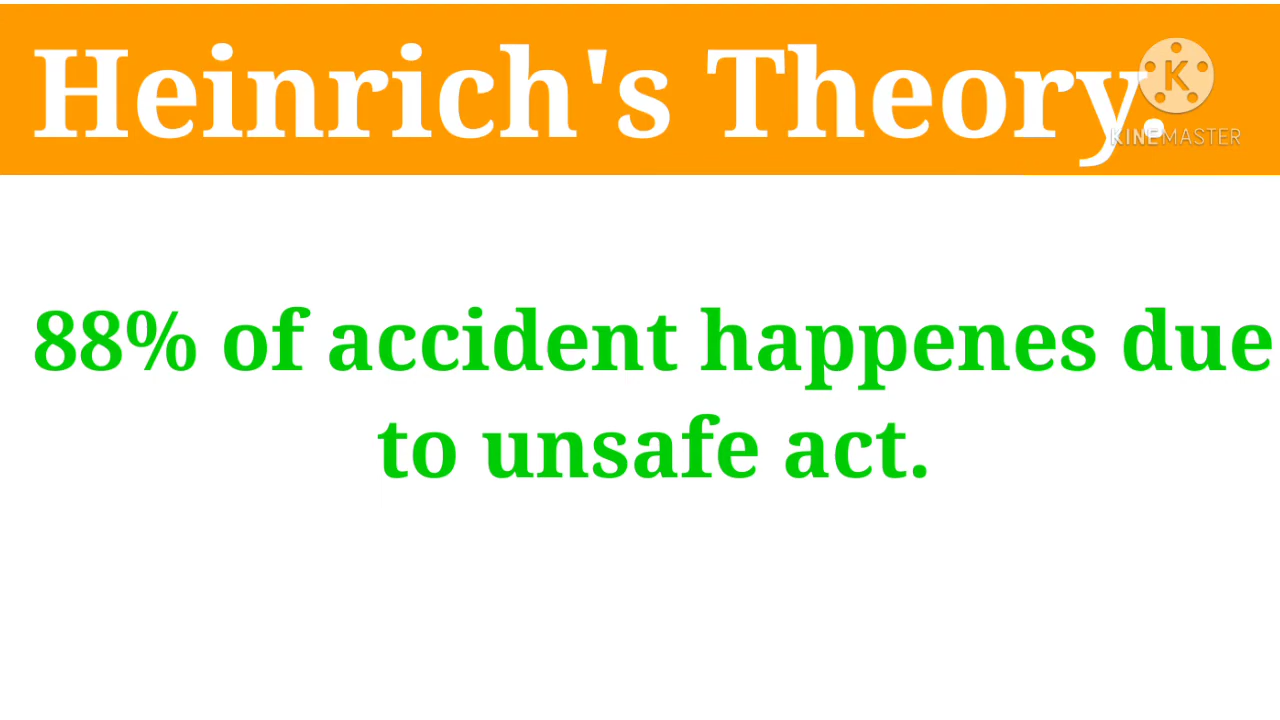 Heinrich's Theory.
KINEMASTER
88% of accident happenes due
to unsafe act.